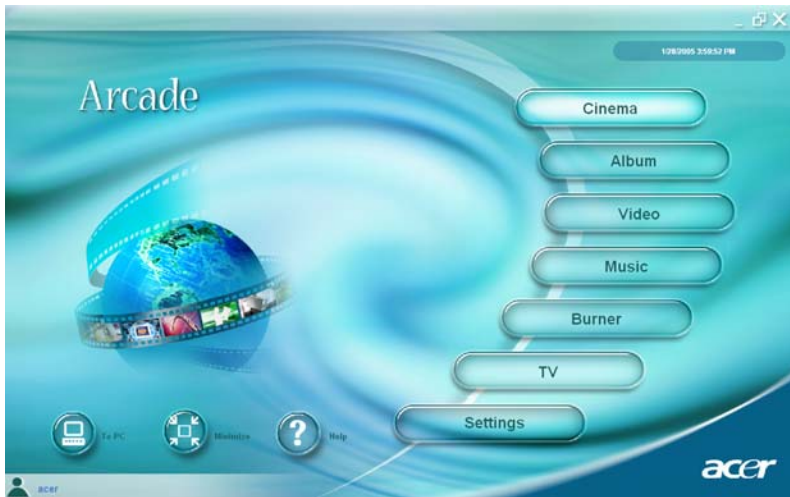 1/28/2005 3:59:52 PM
Arcade
Cinema
Album
Video
Music
Burner
TV
Settings
To PC
Minimize
Help
acer
acer